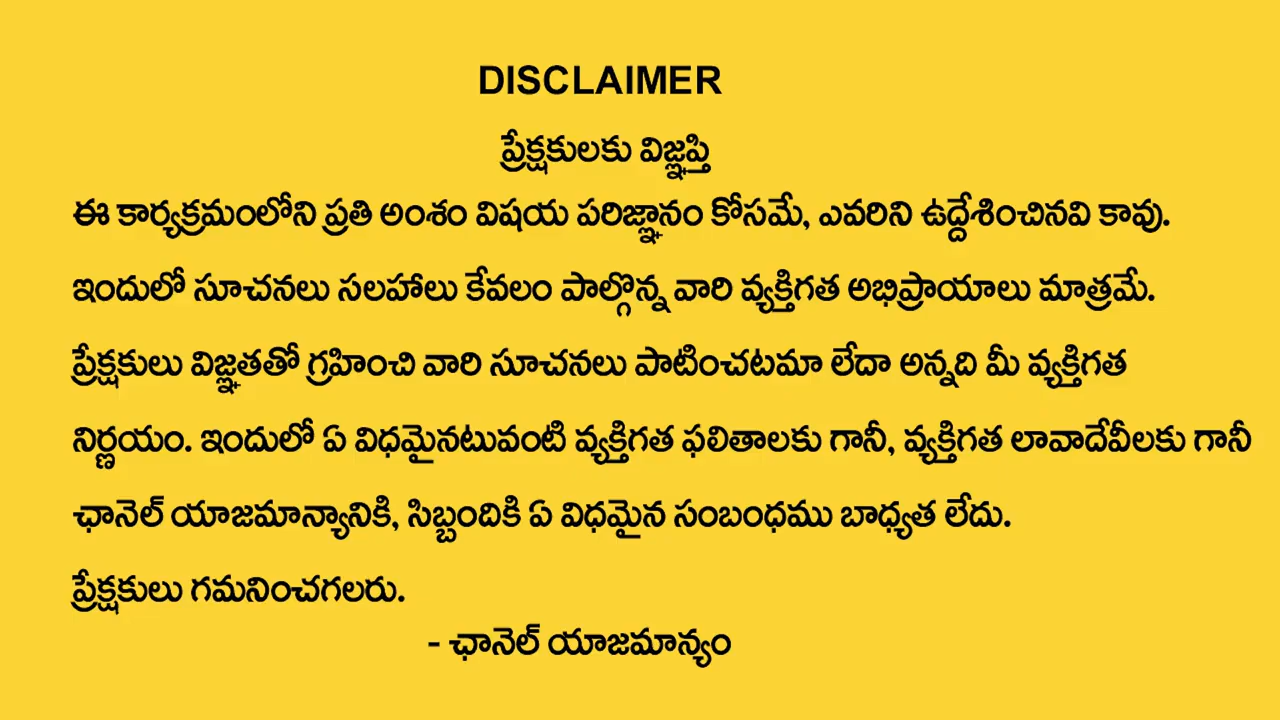 DISCLAIMER
ప్రేక్షకులకు విజ్ఞప్తి
ఈ కార్యక్రమంలోని ప్రతి అంశం విషయ పరిజ్ఞానం కోసమే, ఎవరిని ఉద్దేశించినవి కావు.
ఇందులో సూచనలు సలహాలు కేవలం పాల్గొన్న వారి వ్యక్తిగత అభిప్రాయాలు మాత్రమే.
ప్రేక్షకులు విజ్ఞతతో గ్రహించి వారి సూచనలు పాటించటమా లేదా అన్నది మీ వ్యక్తిగత
నిర్ణయం. ఇందులో ఏ విధమైనటువంటి వ్యక్తిగత ఫలితాలకు గానీ, వ్యక్తిగత లావాదేవీలకు గానీ
ఛానెల్ యాజమాన్యానికి, సిబ్బందికి ఏ విధమైన సంబంధము బాధ్యత లేదు.
ప్రేక్షకులు గమనించగలరు.
- ఛానెల్ యాజమాన్యం